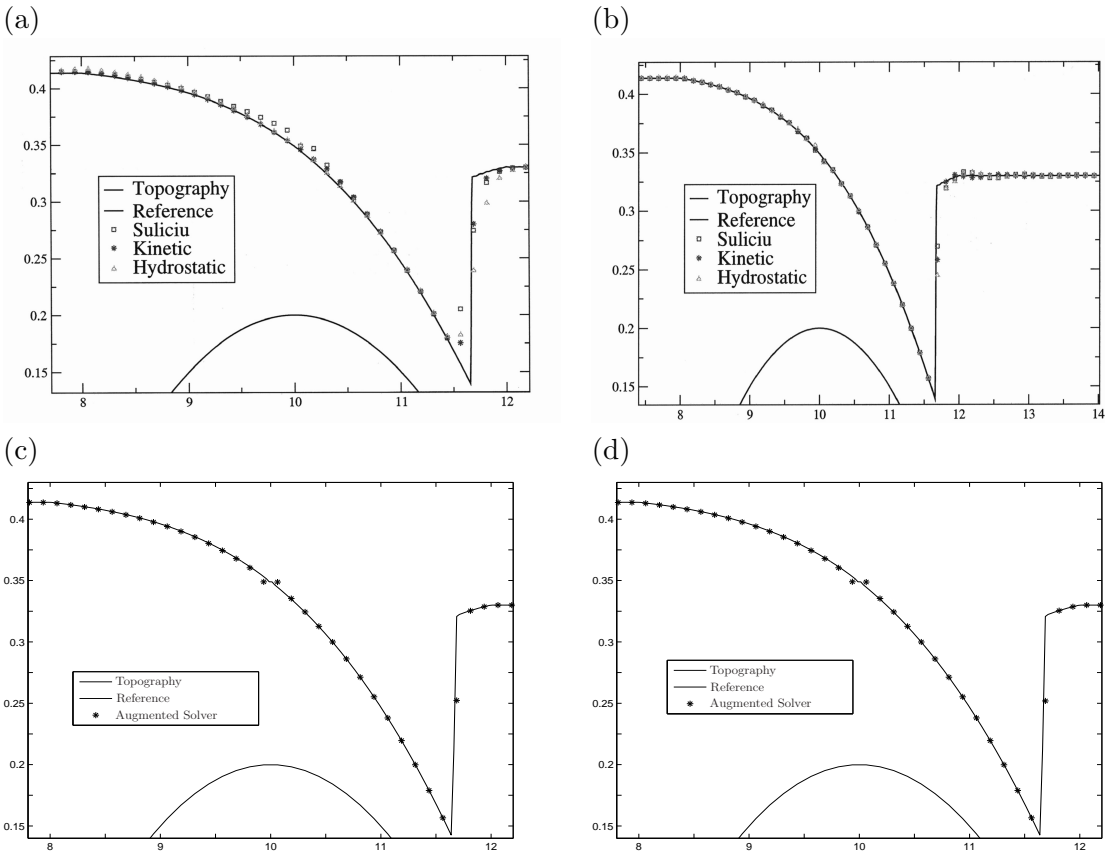 (a)
(b)
0.4
0.35
0.3
0.25
0.2
0.15
8
9
10
11
12
Topography
Reference
Suliciu
Kinetic
Hydrostatic
0.4
0.35
0.3
0.25
0.2
0.15
8
9
10
11
12
13
14
Topography
Reference
Suliciu
Kinetic
Hydrostatic
(c)
(d)
0.4
0.35
0.3
0.25
0.2
0.15
8
9
10
11
12
Topography
Reference
Augmented Solver
0.4
0.35
0.3
0.25
0.2
0.15
8
9
10
11
12
Topography
Reference
Augmented Solver